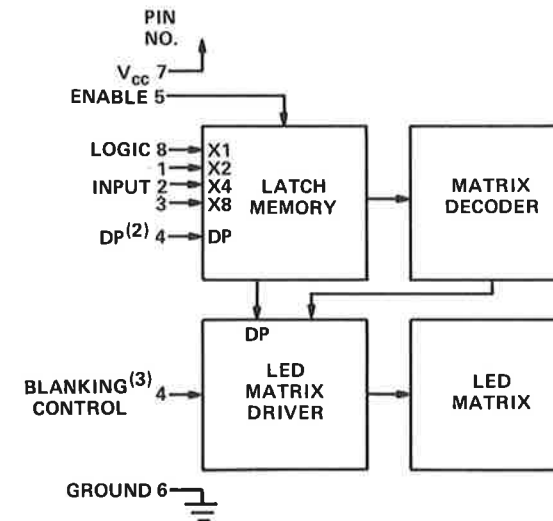 PIN
NO.
Vcc 7
ENABLE 5
LOGIC 8 X1
1 X2
INPUT 2 X4
3 X8
DP(2) 4 DP
LATCH
MEMORY
MATRIX
DECODER
DP
LED
MATRIX
DRIVER
LED
MATRIX
BLANKING(3)
CONTROL 4
GROUND 6